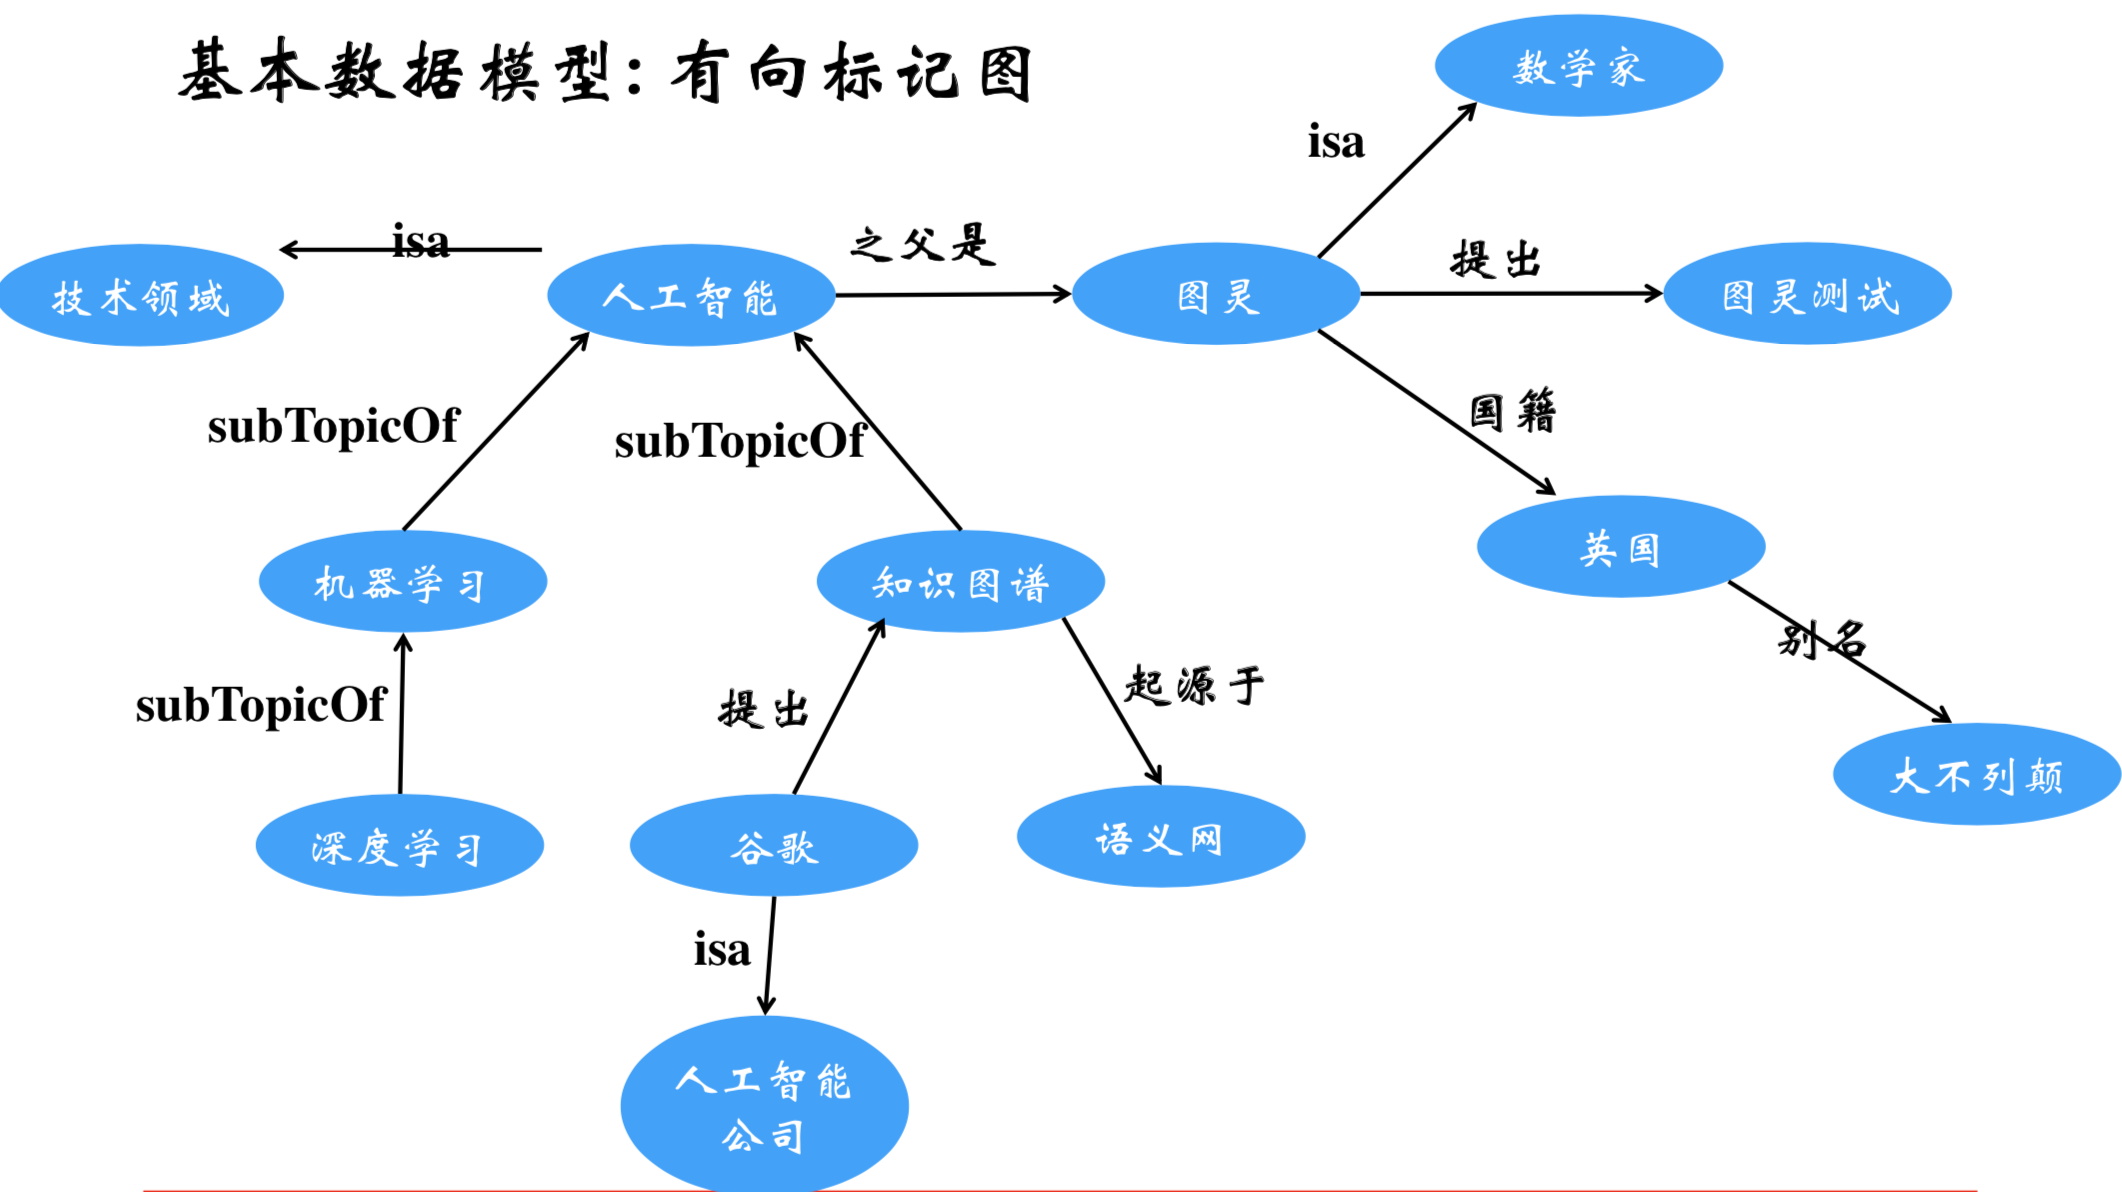 基本数据模型:有向标记图
数学家
isa
isa
之父是
提出
技术领域
人工智能
图灵
图灵测试
国籍
subTopicOf
subTopicOf
英国
机器学习
知识图谱
别名
起源于
subTopicOf
提出
大不列颠
深度学习
谷歌
语义网
isa
人工智能
公司